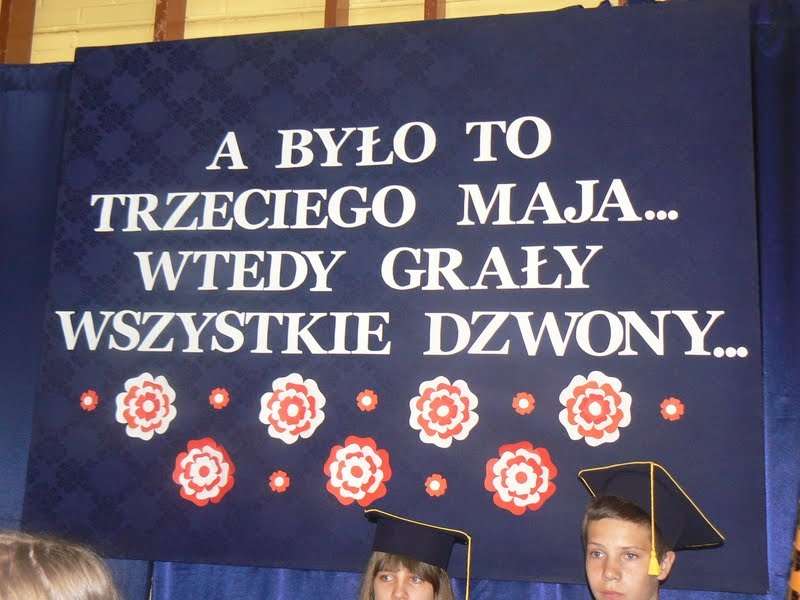 A BYŁO TO
TRZECIEGO MAJA...
WTEDY GRAŁY
WSZYSTKIE DZWONY...